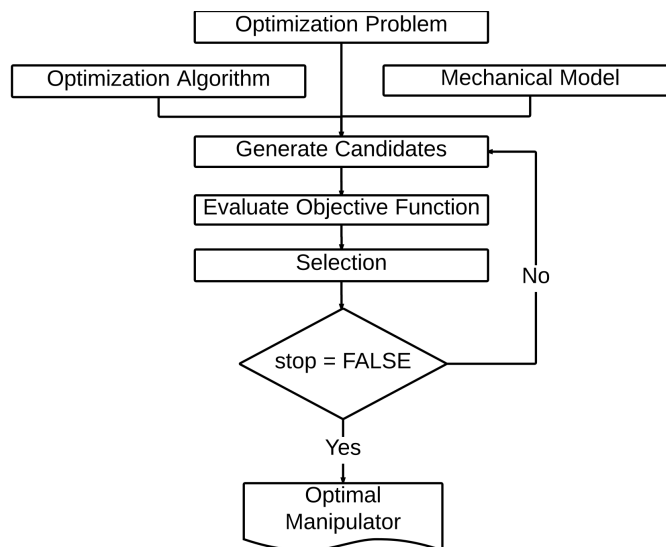 Optimization Problem
Optimization Algorithm
Mechanical Model
Generate Candidates
Evaluate Objective Function
Selection
No
stop = FALSE
Yes
Optimal
Manipulator